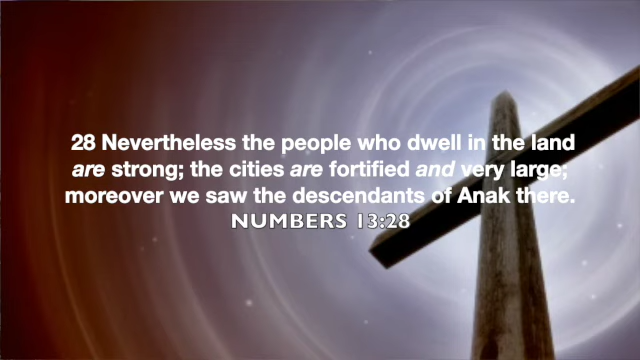 28 Nevertheless the people who dwell in the land
are strong; the cities are fortified and very large;
moreover we saw the descendants of Anak there.
NUMBERS 13:28